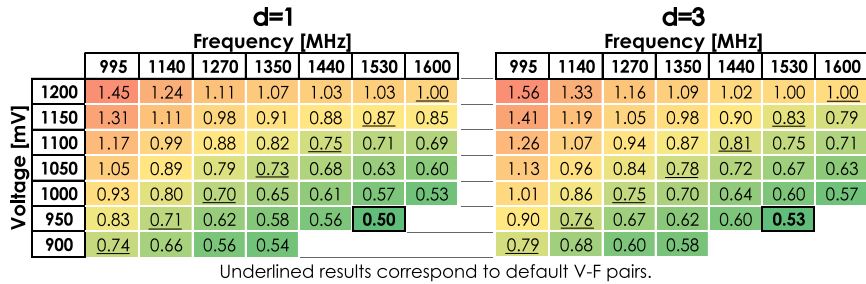 d=1 d=3
Frequency [MHz] Frequency [MHz]
995 1140 1270 1350 1440 1530 1600 995 1140 1270 1350 1440 1530 1600
Voltage [mV]
1200 1.45 1.24 1.11 1.07 1.03 1.03 1.00 1.56 1.33 1.16 1.09 1.02 1.00 1.00
1150 1.31 1.11 0.98 0.91 0.88 0.87 0.85 1.41 1.19 1.05 0.98 0.90 0.83 0.79
1100 1.17 0.99 0.88 0.82 0.75 0.71 0.69 1.26 1.07 0.94 0.87 0.81 0.75 0.71
1050 1.05 0.89 0.79 0.73 0.68 0.63 0.60 1.13 0.96 0.84 0.78 0.72 0.67 0.63
1000 0.93 0.80 0.70 0.65 0.61 0.57 0.53 1.01 0.86 0.75 0.70 0.64 0.60 0.57
950 0.83 0.71 0.62 0.58 0.56 0.50 0.90 0.76 0.67 0.62 0.60 0.53
900 0.74 0.66 0.56 0.54 0.79 0.68 0.60 0.58
Underlined results correspond to default V-F pairs.